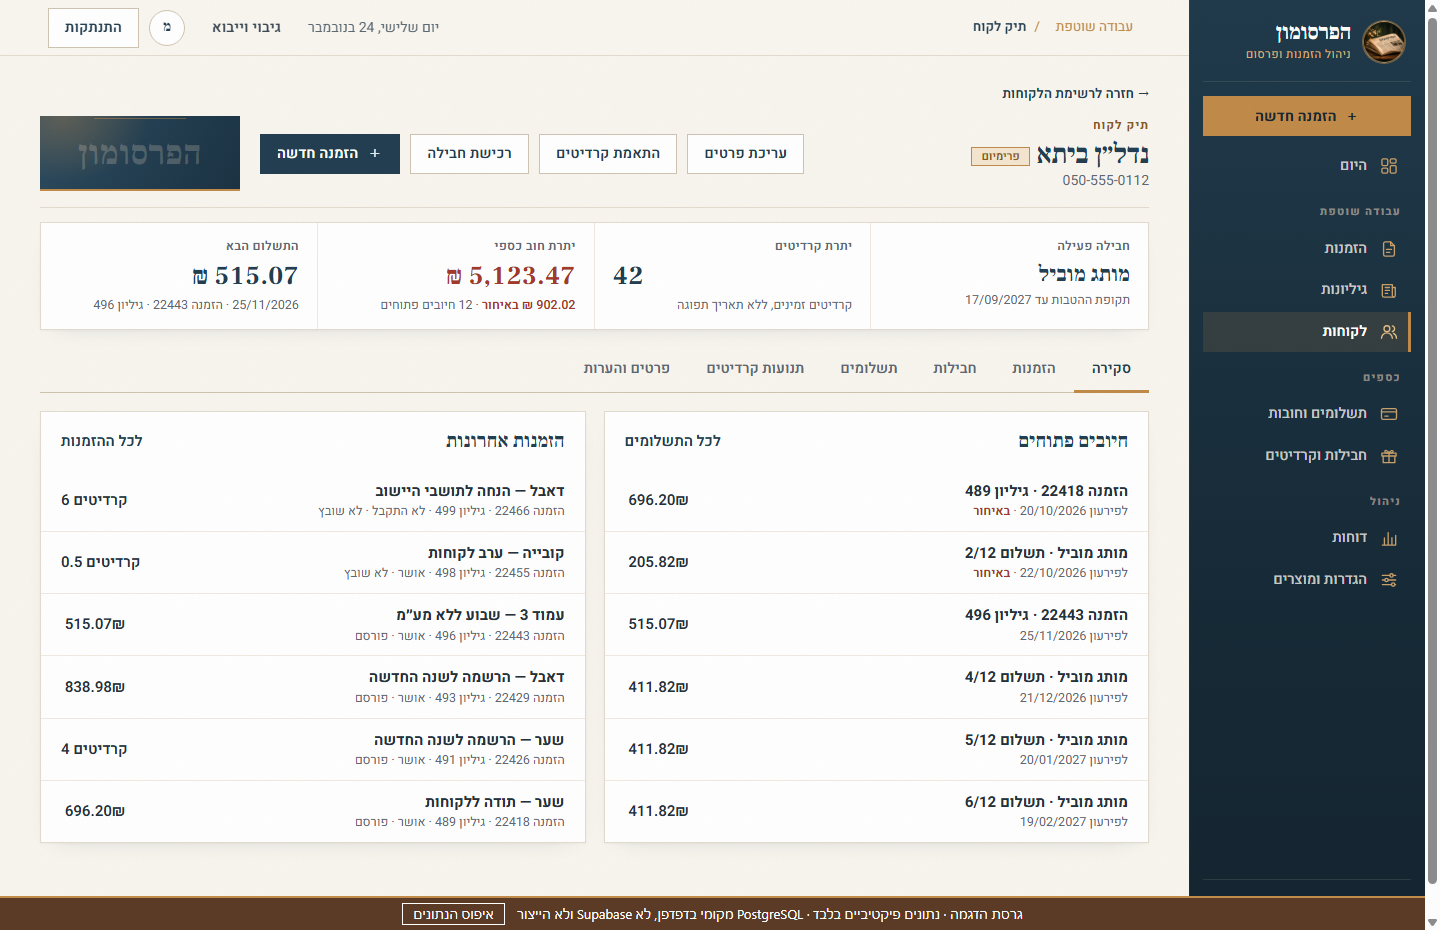 הפרסומון
ניהול הזמנות ופרסום
+ הזמנה חדשה
היום
עבודה שוטפת
הזמנות
גיליונות
לקוחות
כספים
תשלומים וחובות
חבילות וקרדיטים
ניהול
דוחות
הגדרות ומוצרים
עבודה שוטפת / תיק לקוח
יום שלישי, 24 בנובמבר
גיבוי וייבוא
מ
התנתקות
→ חזרה לרשימת הלקוחות
תיק לקוח
נדל״ן ביתא פרימיום
050-555-0112
עריכת פרטים
התאמת קרדיטים
רכישת חבילה
+ הזמנה חדשה
הפרסומון
חבילה פעילה
מותג מוביל
תקופת ההטבות עד 17/09/2027
יתרת קרדיטים
42
קרדיטים זמינים, ללא תאריך תפוגה
יתרת חוב כספי
5,123.47 ₪
902.02 ₪ באיחור · 12 חיובים פתוחים
התשלום הבא
515.07 ₪
25/11/2026 · הזמנה 22443 · גיליון 496
סקירה
הזמנות
חבילות
תשלומים
תנועות קרדיטים
פרטים והערות
חיובים פתוחים
לכל התשלומים
הזמנה 22418 · גיליון 489
לפירעון 20/10/2026 · באיחור
696.20₪
מותג מוביל · תשלום 2/12
לפירעון 22/10/2026 · באיחור
205.82₪
הזמנה 22443 · גיליון 496
לפירעון 25/11/2026
515.07₪
מותג מוביל · תשלום 4/12
לפירעון 21/12/2026
411.82₪
מותג מוביל · תשלום 5/12
לפירעון 20/01/2027
411.82₪
מותג מוביל · תשלום 6/12
לפירעון 19/02/2027
411.82₪
הזמנות אחרונות
לכל ההזמנות
דאבל — הנחה לתושבי היישוב
הזמנה 22466 · גיליון 499 · לא התקבל · לא שובץ
6 קרדיטים
קובייה — ערב לקוחות
הזמנה 22455 · גיליון 498 · אושר · לא שובץ
0.5 קרדיטים
עמוד 3 — שבוע ללא מע״מ
הזמנה 22443 · גיליון 496 · אושר · פורסם
515.07₪
דאבל — הרשמה לשנה החדשה
הזמנה 22429 · גיליון 493 · אושר · פורסם
838.98₪
שער — הרשמה לשנה החדשה
הזמנה 22426 · גיליון 491 · אושר · פורסם
4 קרדיטים
שער — תודה ללקוחות
הזמנה 22418 · גיליון 489 · אושר · פורסם
696.20₪
גרסת הדגמה · נתונים פיקטיביים בלבד · PostgreSQL מקומי בדפדפן, לא Supabase ולא הייצור
איפוס הנתונים